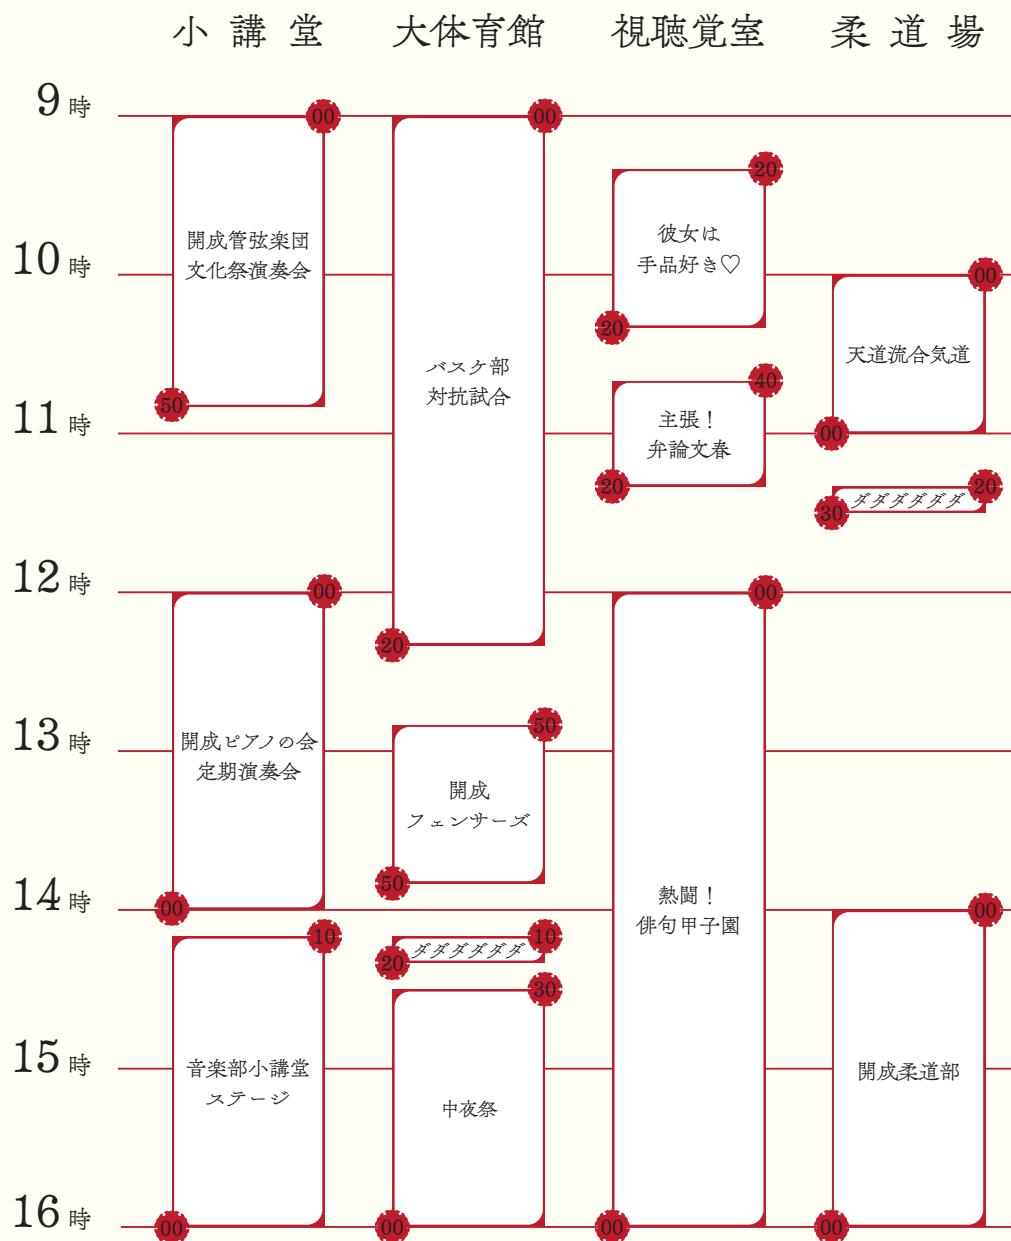 小講堂
大体育館
視聴覚室
柔道場
9時
00
00
20
開成管弦楽団
文化祭演奏会
彼女は
手品好き♡
10時
00
20
バスケ部
対抗試合
天道流合気道
40
50
主張！
弁論文春
11時
00
20
20
30
ダダダダダダ
12時
00
00
20
50
13時
開成ピアノの会
定期演奏会
開成
フェンサーズ
50
熱闘！
俳句甲子園
14時
00
00
10
10
20
ダダダダダダ
30
15時
音楽部小講堂
ステージ
中夜祭
開成柔道部
16時
00
00
00
00